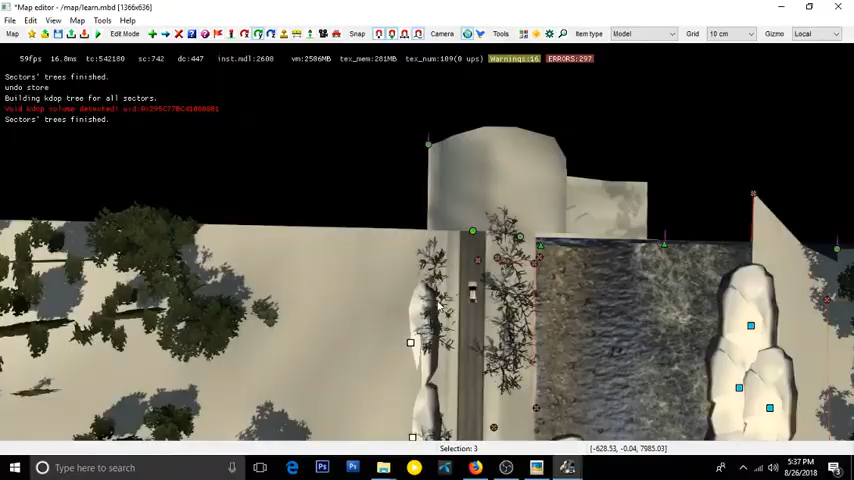 *Map editor - /map/learn.mbd [1366x636]
File Edit View Map Tools
Map Edit Mode Snap Camera Tools Item type Model Grid 10 cm Gizmo Local
59fps 16.8ms tc:542180 sc:742 dc:447 inst.mdl:2608 vm:2586MB tex_mem:281MB tex_num:109(0 ups) Warnings:16 ERRORS:297
Sectors' trees finished.
undo store
Building kdop tree for all sectors.
Sectors' trees finished.
Selection: 3 [-628.53, -0.04, 7985.03]
Type here to search
5:37 PM
8/26/2018